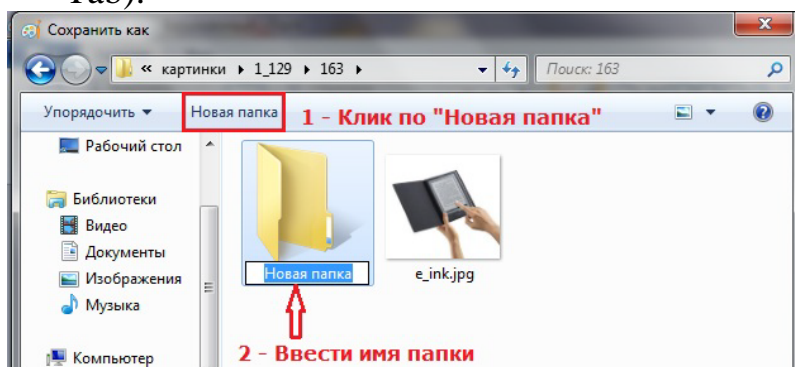 Tab).
Сохранить как
« картинки ▸ 1_129 ▸ 163 ▸
Поиск: 163
Упорядочить ▼ Новая папка 1 - Клик по "Новая папка"
Рабочий стол
Библиотеки
Видео
Документы
Изображения
Музыка
Компьютер
Новая папка
e_ink.jpg
2 - Ввести имя папки